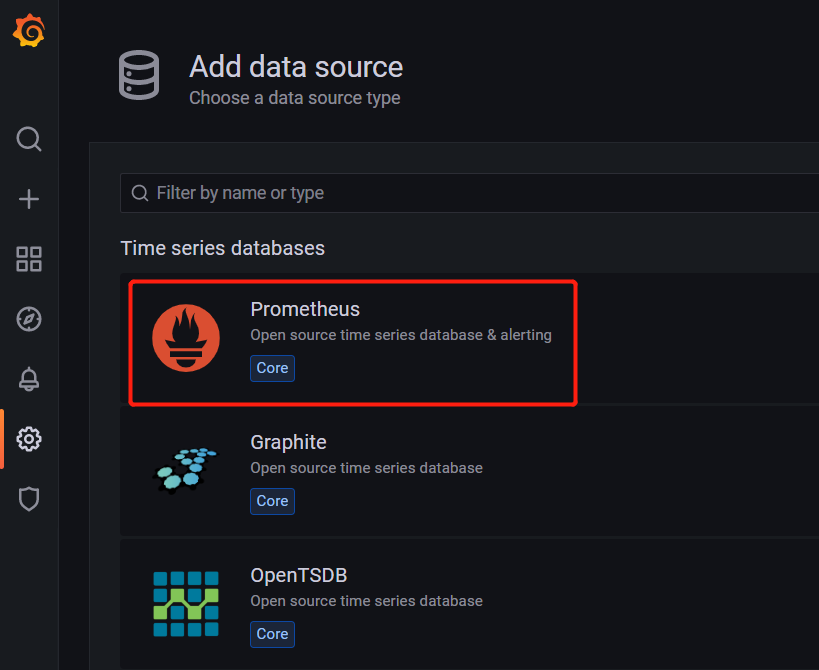 Add data source
Choose a data source type
Filter by name or type
Time series databases
Prometheus
Open source time series database & alerting
Core
Graphite
Open source time series database
Core
OpenTSDB
Open source time series database
Core